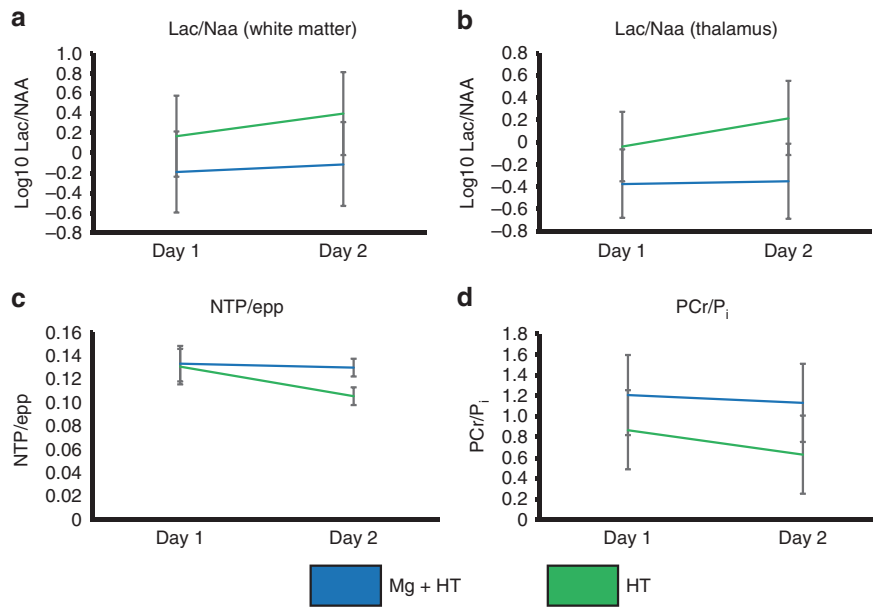 a
Lac/Naa (white matter)
Log10 Lac/NAA
1.0
0.8
0.6
0.4
0.2
0
–0.2
–0.4
–0.6
–0.8
Day 1 Day 2
b
Lac/Naa (thalamus)
Log10 Lac/NAA
0.8
0.6
0.4
0.2
0
–0.2
–0.4
–0.6
–0.8
Day 1 Day 2
c
NTP/epp
NTP/epp
0.16
0.14
0.12
0.10
0.08
0.06
0.04
0.02
0
Day 1 Day 2
d
PCr/Pi
PCr/Pi
1.8
1.6
1.4
1.2
1.0
0.8
0.6
0.4
0.2
0
Day 1 Day 2
Mg + HT HT